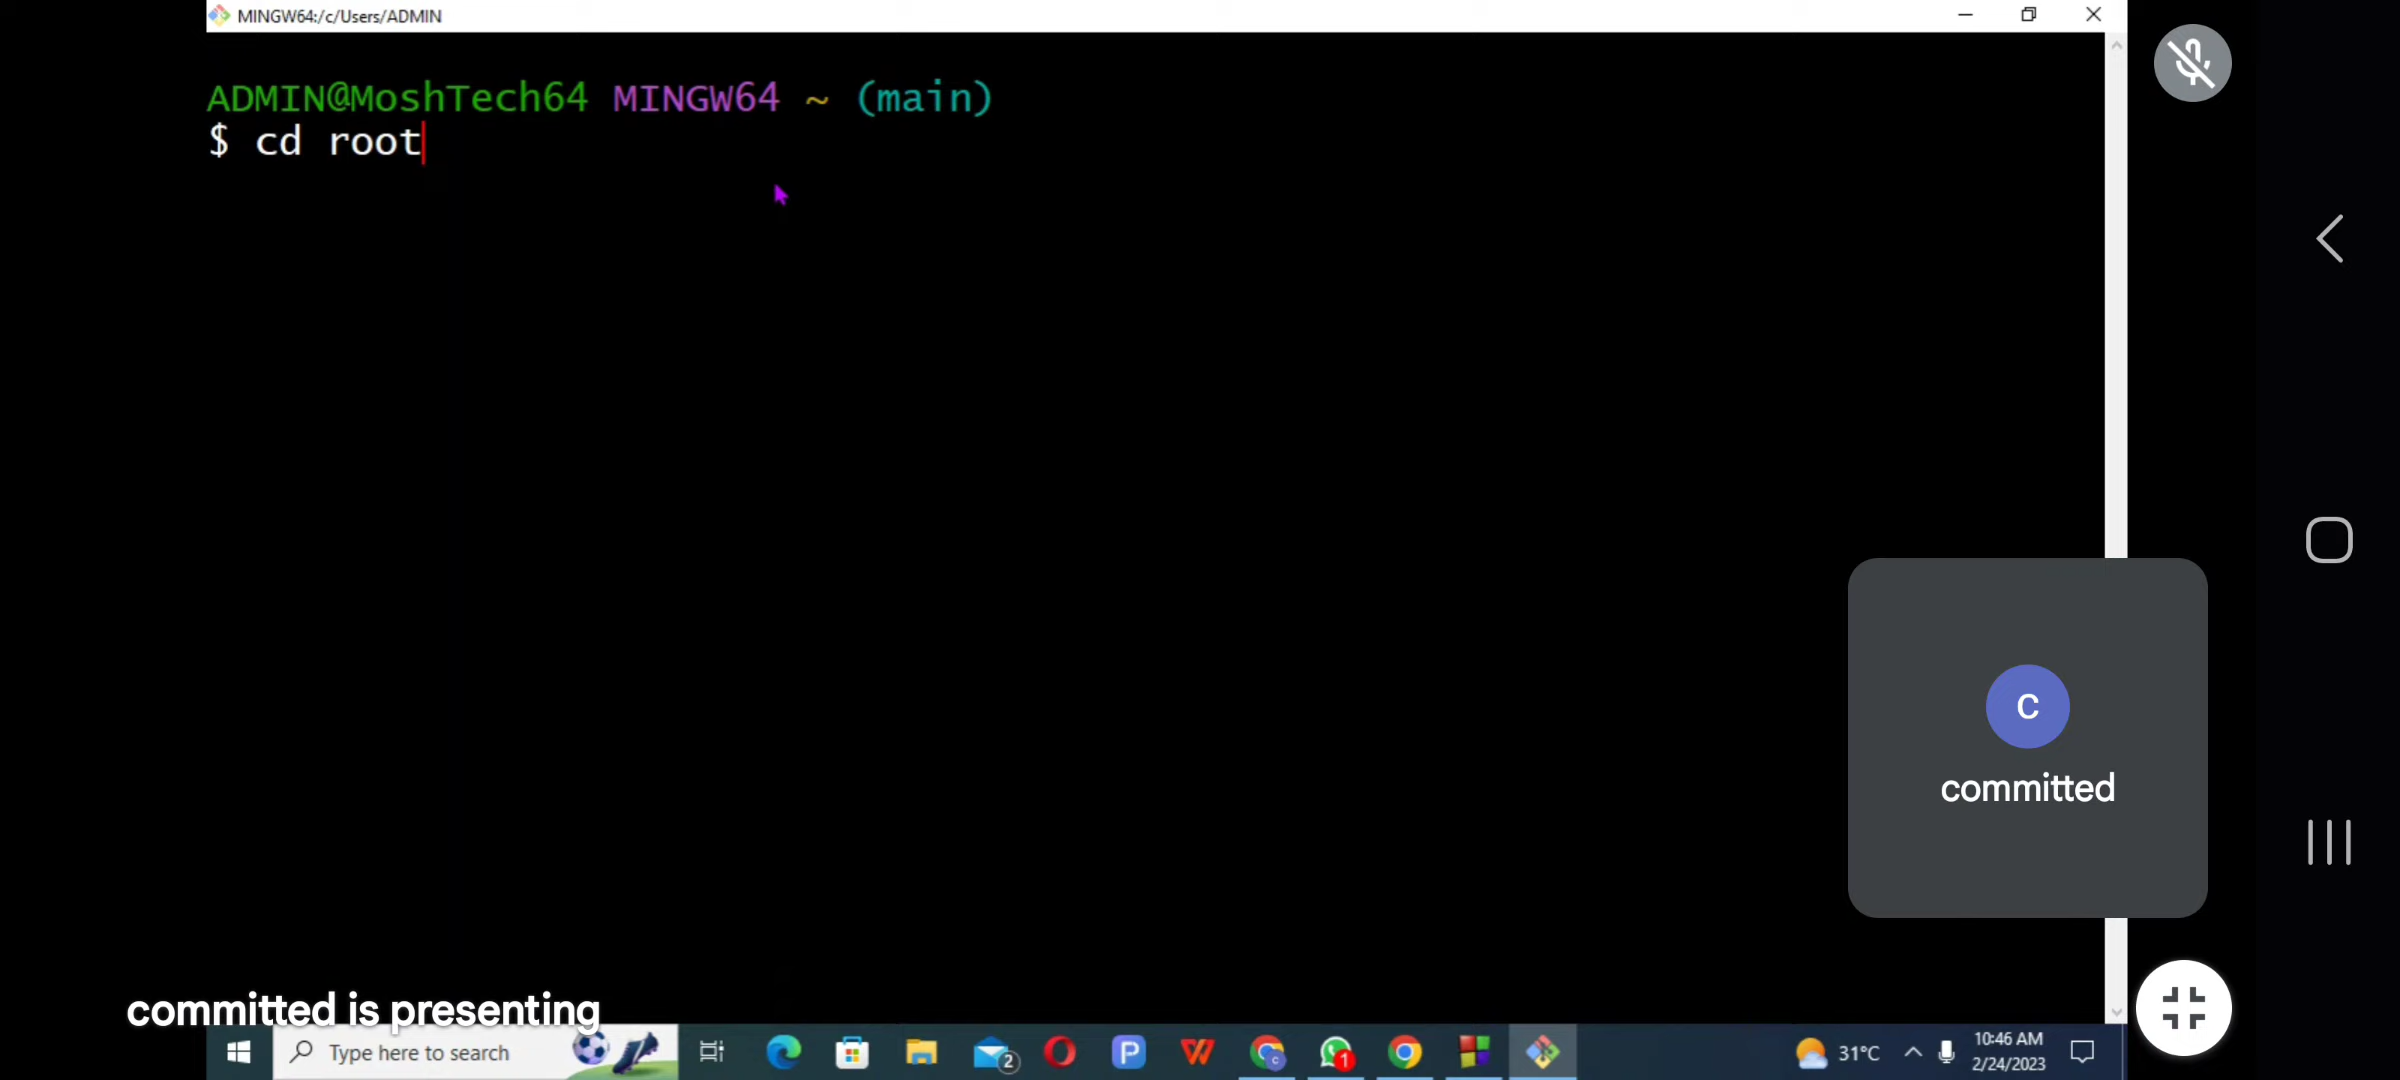 MINGW64:/c/Users/ADMIN
ADMIN@MoshTech64 MINGW64 ~ (main)
$ cd root
C
committed
committed is presenting
Type here to search
2
P
W
c
1
31°C
10:46 AM
2/24/2023